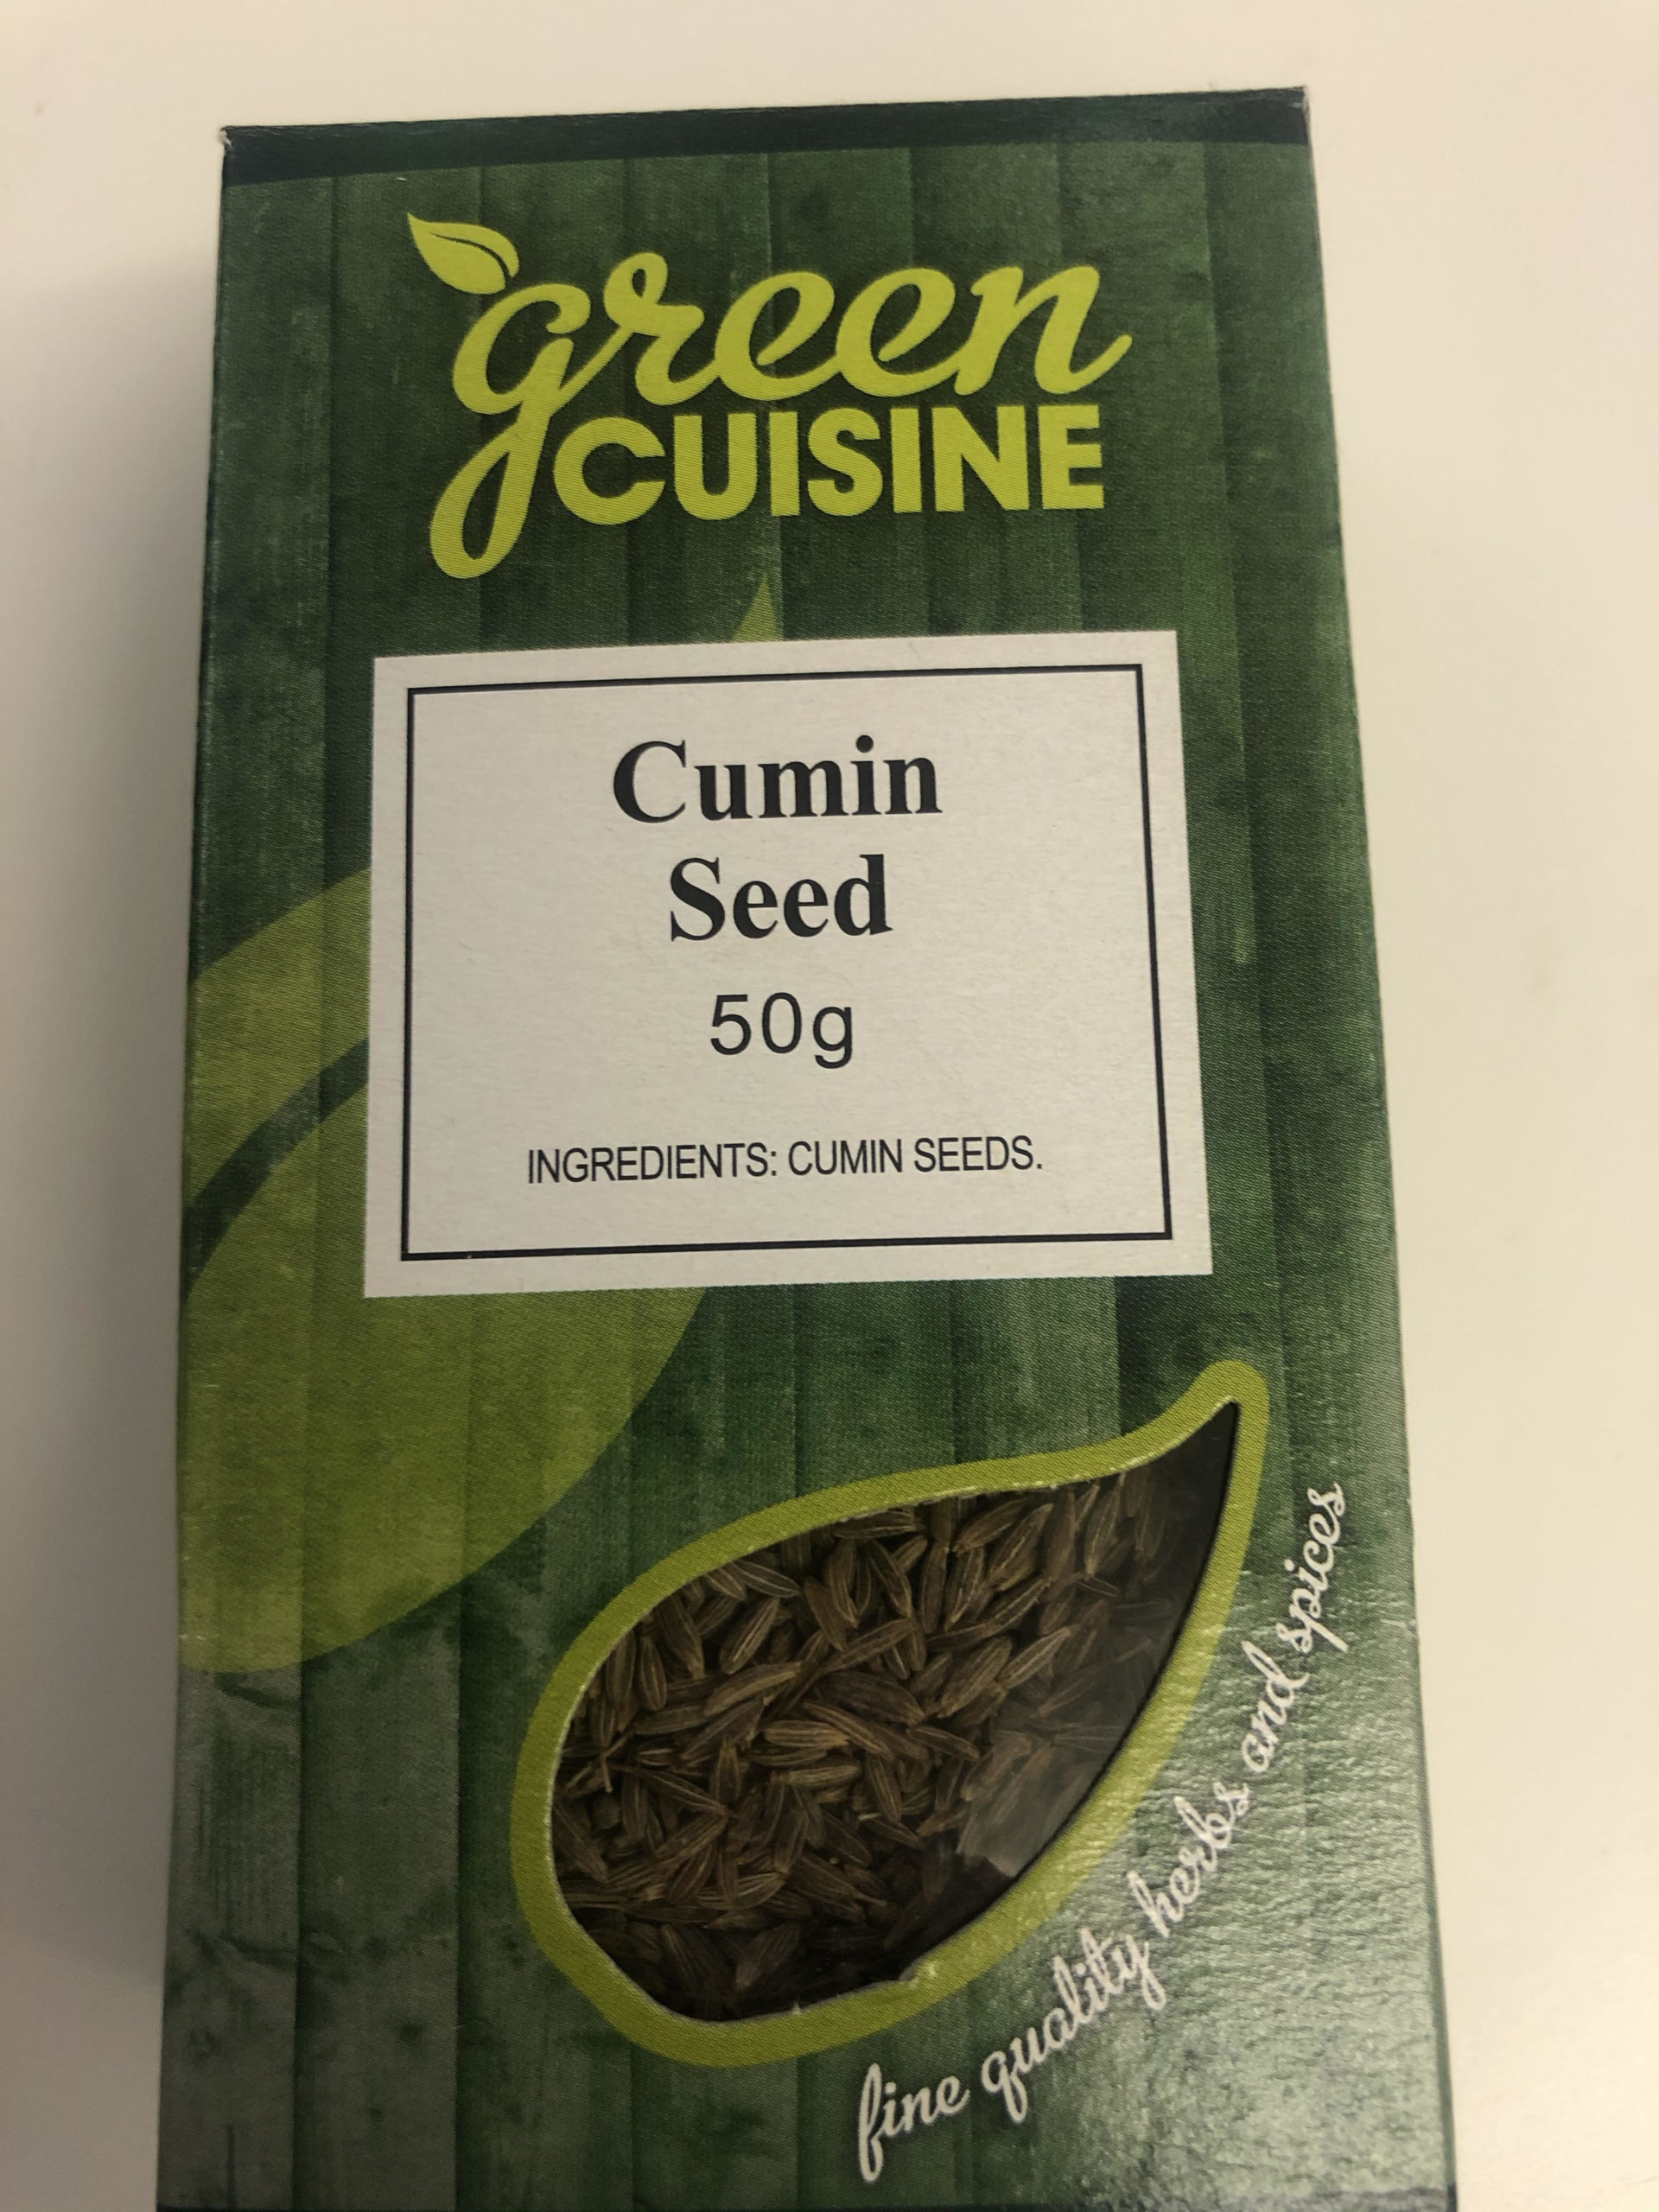 green
CUISINE
Cumin
Seed
50g
INGREDIENTS: CUMIN SEEDS.
fine quality herbs and spices